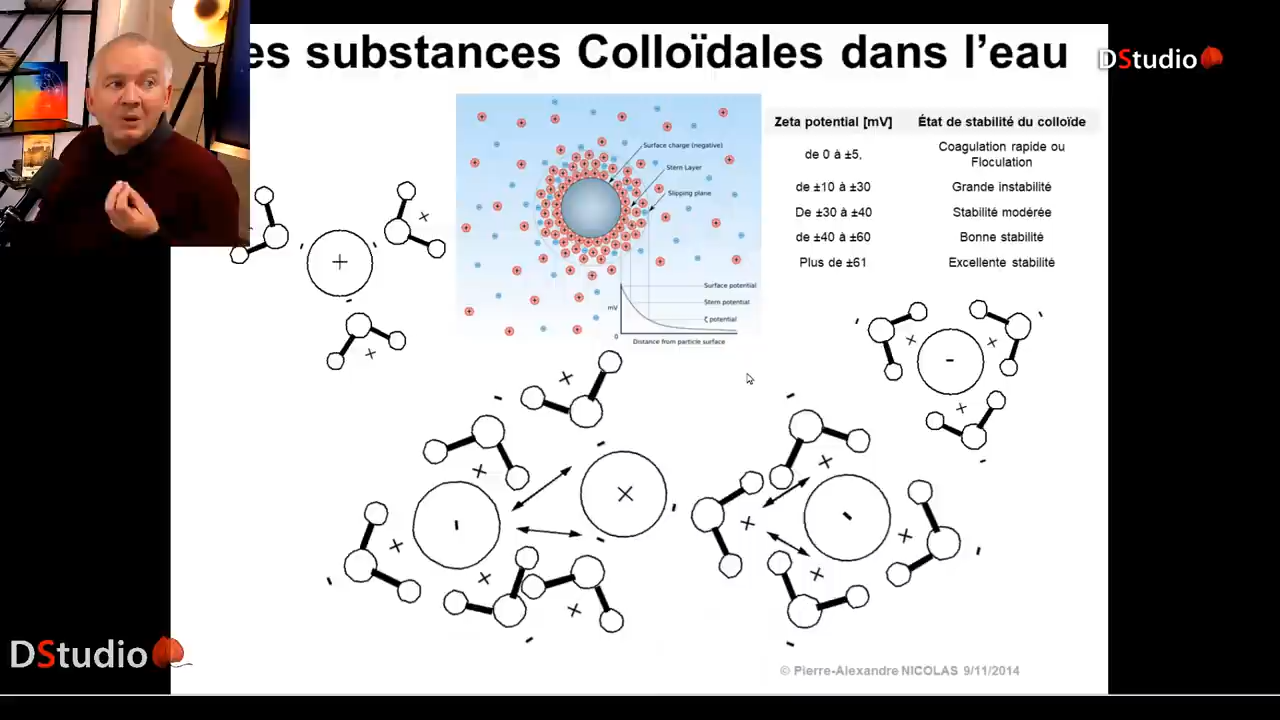 es substances Colloïdales dans l'eau
DStudio
Surface charge (negative)
Stern Layer
Slipping plane
Surface potential
Stern potential
ζ potential
mV
0
Distance from particle surface
Zeta potential [mV] État de stabilité du colloïde
de 0 à ±5, Coagulation rapide ou
Floculation
de ±10 à ±30 Grande instabilité
De ±30 à ±40 Stabilité modérée
de ±40 à ±60 Bonne stabilité
Plus de ±61 Excellente stabilité
DStudio
© Pierre-Alexandre NICOLAS 9/11/2014